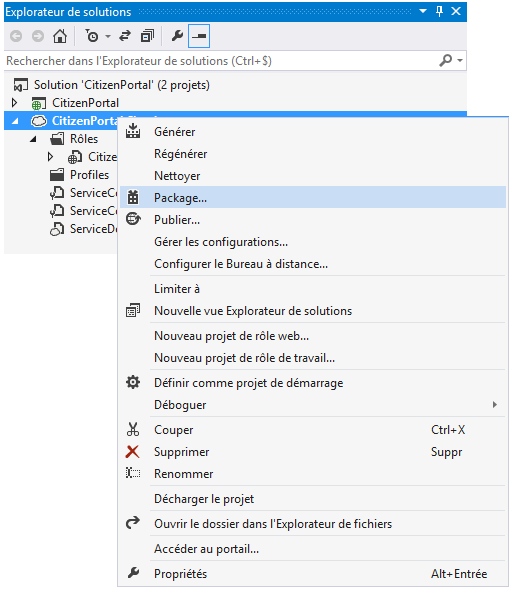 Explorateur de solutions
Rechercher dans l'Explorateur de solutions (Ctrl+$)
Solution 'CitizenPortal' (2 projets)
CitizenPortal
CitizenPortal
Rôles
Citize
Profiles
ServiceCo
ServiceCo
ServiceDe
Générer
Régénérer
Nettoyer
Package...
Publier...
Gérer les configurations...
Configurer le Bureau à distance...
Limiter à
Nouvelle vue Explorateur de solutions
Nouveau projet de rôle web...
Nouveau projet de rôle de travail...
Définir comme projet de démarrage
Déboguer
Couper Ctrl+X
Supprimer Suppr
Renommer
Décharger le projet
Ouvrir le dossier dans l'Explorateur de fichiers
Accéder au portail...
Propriétés Alt+Entrée